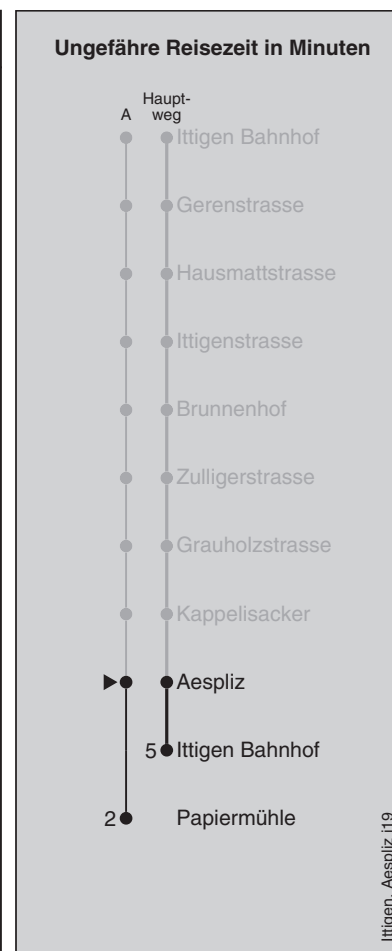 Ungefähre Reisezeit in Minuten
A
Haupt-
weg
Ittigen Bahnhof
Gerenstrasse
Hausmattstrasse
Ittigenstrasse
Brunnenhof
Zulligerstrasse
Grauholzstrasse
Kappelisacker
Aespliz
5 Ittigen Bahnhof
2 Papiermühle
Ittigen, Aespliz j19